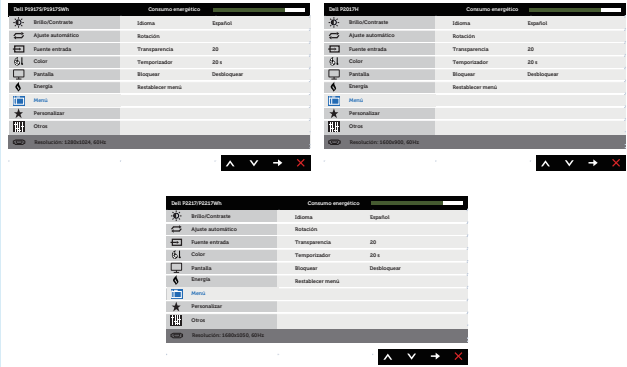 Dell P1917S/P1917SWh Consumo energético
Brillo/Contraste Idioma Español
Ajuste automático Rotación
Fuente entrada Transparencia 20
Color Temporizador 20 s
Pantalla Bloquear Desbloquear
Energía Restablecer menú
Menú
Personalizar
Otros
Resolución: 1280x1024, 60Hz
Dell P2017H Consumo energético
Brillo/Contraste Idioma Español
Ajuste automático Rotación
Fuente entrada Transparencia 20
Color Temporizador 20 s
Pantalla Bloquear Desbloquear
Energía Restablecer menú
Menú
Personalizar
Otros
Resolución: 1600x900, 60Hz
Dell P2217/P2217Wh Consumo energético
Brillo/Contraste Idioma Español
Ajuste automático Rotación
Fuente entrada Transparencia 20
Color Temporizador 20 s
Pantalla Bloquear Desbloquear
Energía Restablecer menú
Menú
Personalizar
Otros
Resolución: 1680x1050, 60Hz